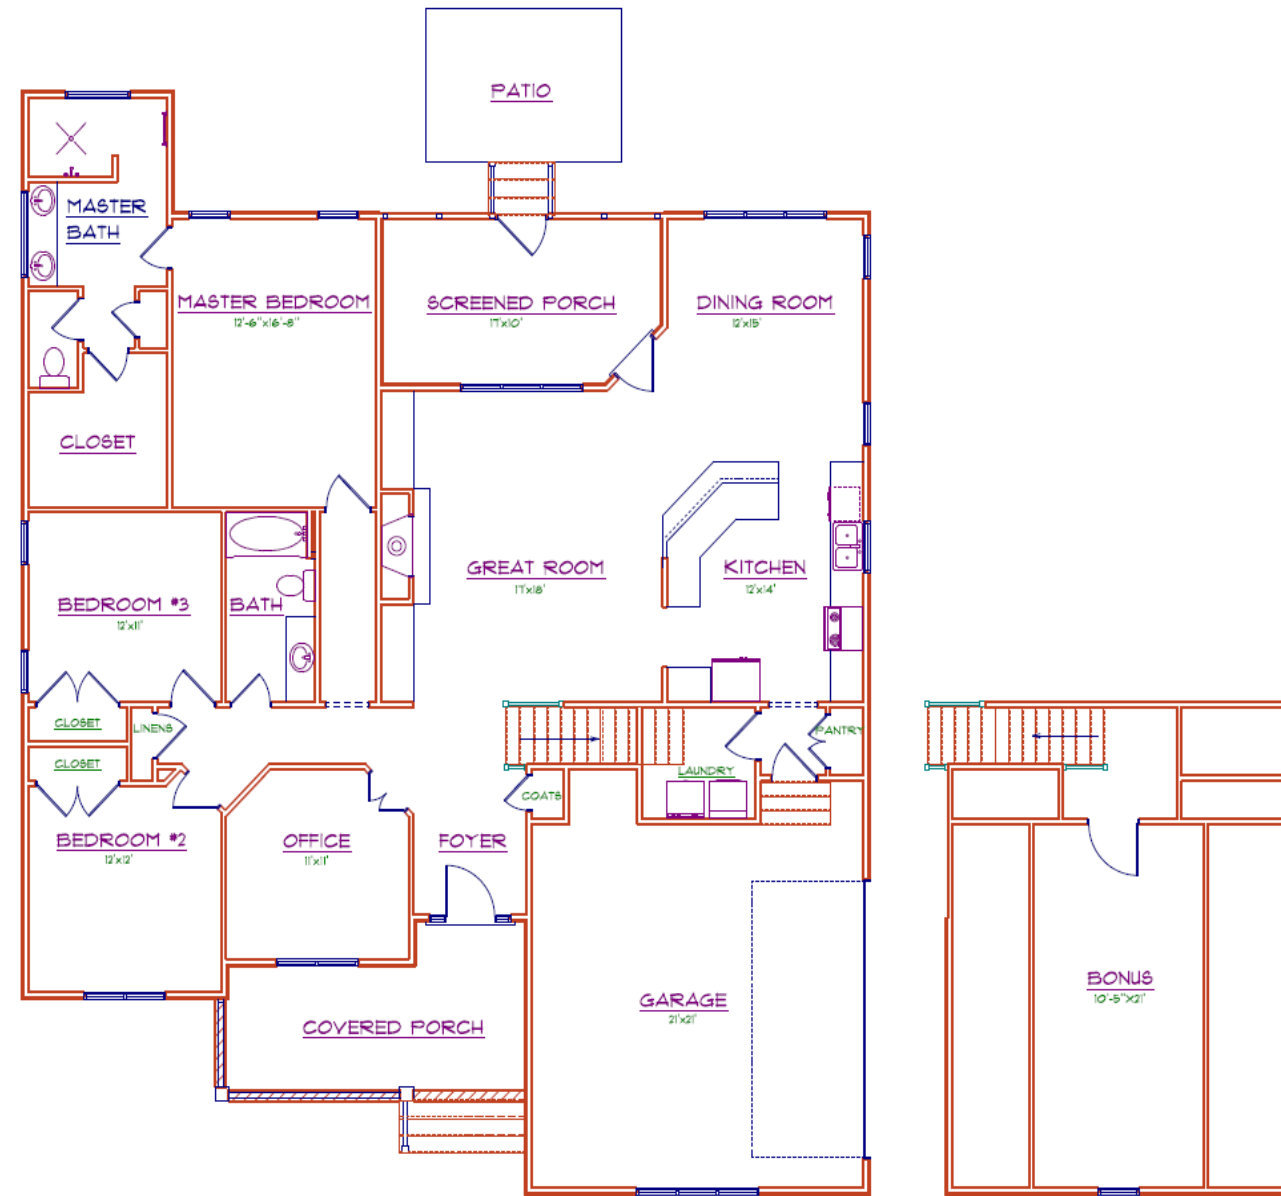 PATIO
MASTER
BATH
MASTER BEDROOM
12'-6"x16'-8"
SCREENED PORCH
17'x10'
DINING ROOM
12'x15'
CLOSET
GREAT ROOM
17'x18'
KITCHEN
12'x14'
BEDROOM #3
12'x11'
BATH
CLOSET
LINENS
PANTRY
CLOSET
LAUNDRY
COATS
BEDROOM #2
12'x12'
OFFICE
11'x11'
FOYER
GARAGE
21'x21'
BONUS
10'-5"x21'
COVERED PORCH